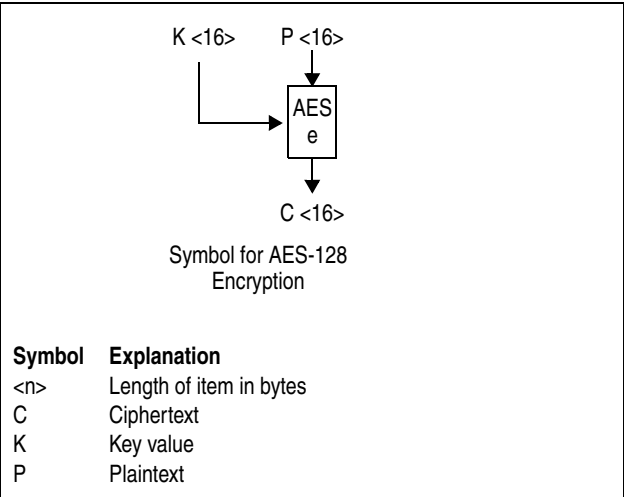 K <16> P <16>
AES
e
C <16>
Symbol for AES-128
Encryption
Symbol Explanation
<n> Length of item in bytes
C Ciphertext
K Key value
P Plaintext